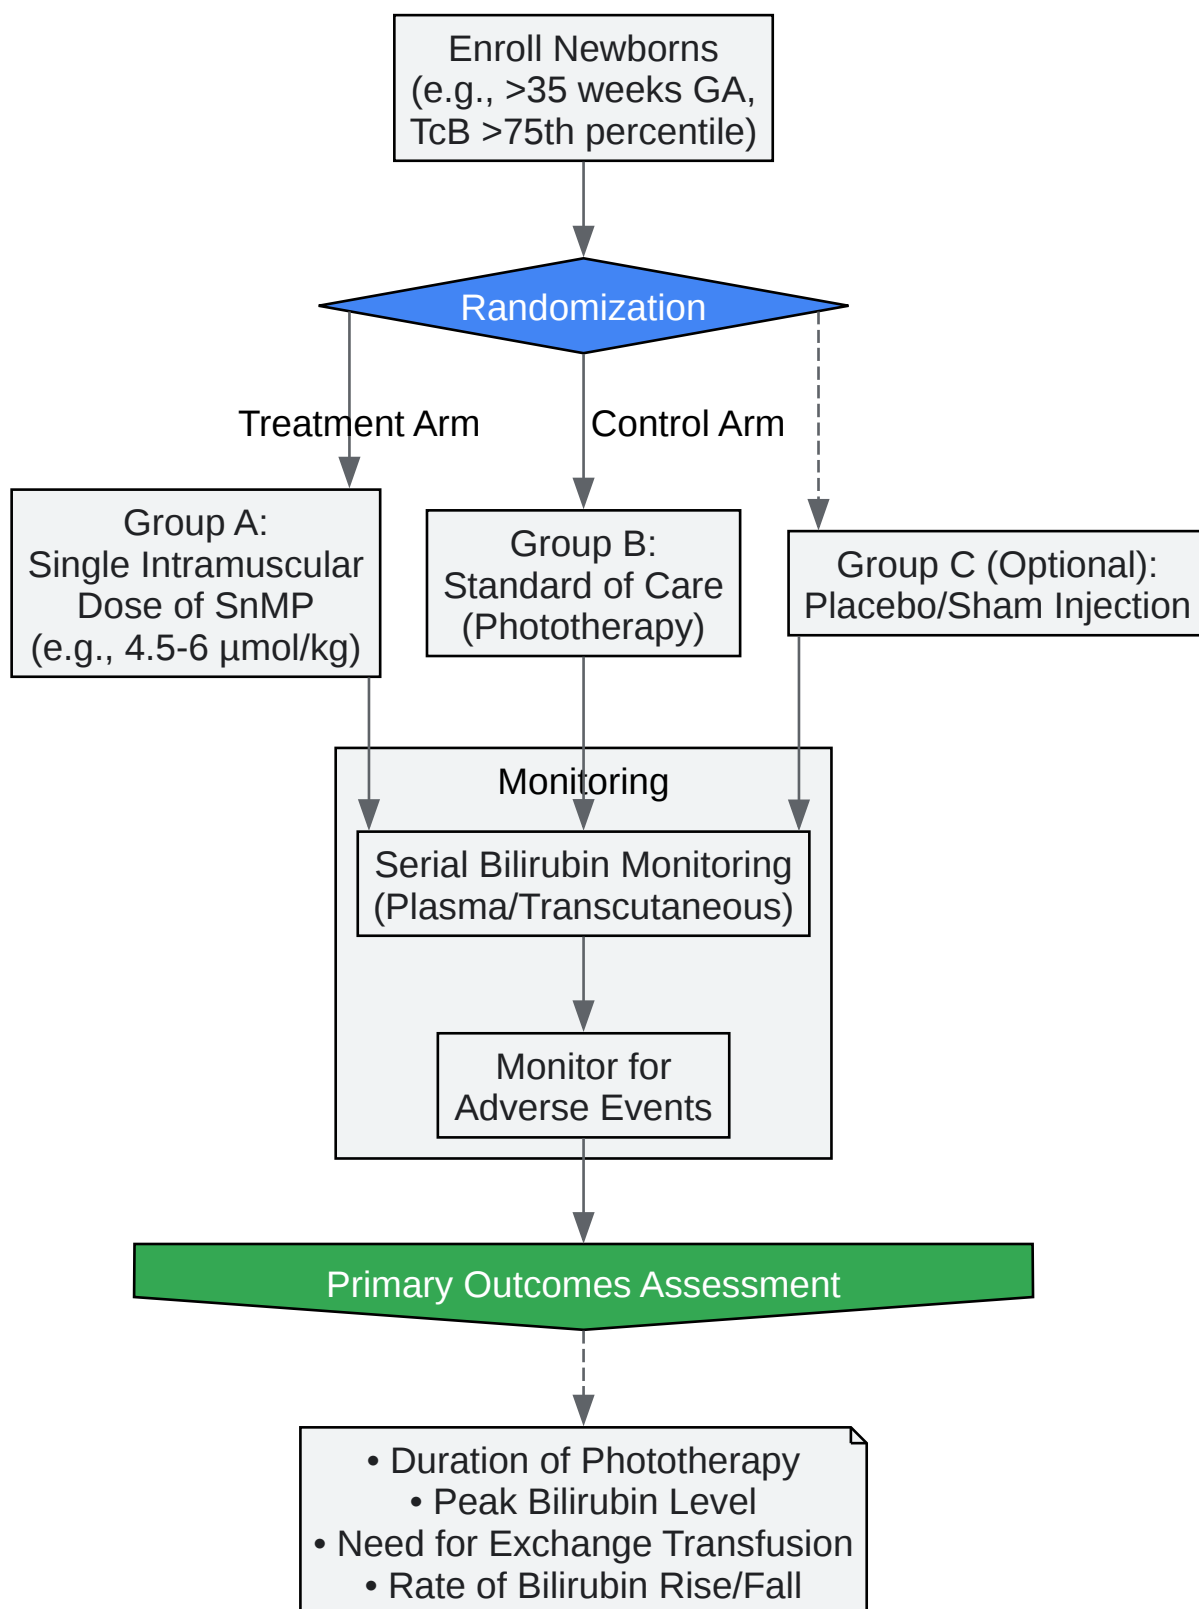 Enroll Newborns
(e.g., >35 weeks GA,
TcB >75th percentile)
Randomization
Treatment Arm
Control Arm
Group A:
Single Intramuscular
Dose of SnMP
(e.g., 4.5-6 µmol/kg)
Group B:
Standard of Care
(Phototherapy)
Group C (Optional):
Placebo/Sham Injection
Monitoring
Serial Bilirubin Monitoring
(Plasma/Transcutaneous)
Monitor for
Adverse Events
Primary Outcomes Assessment
• Duration of Phototherapy
• Peak Bilirubin Level
• Need for Exchange Transfusion
• Rate of Bilirubin Rise/Fall